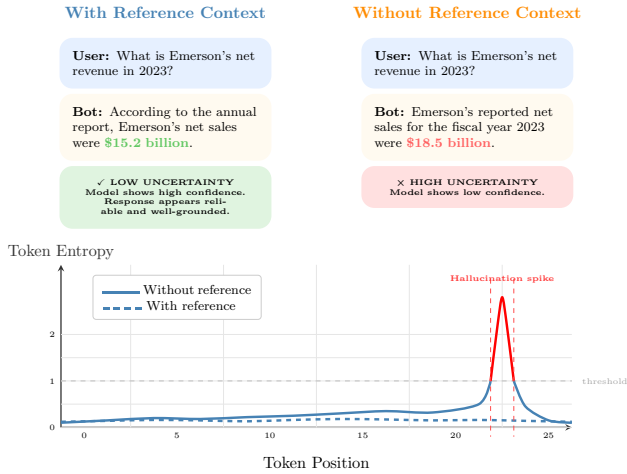 With Reference Context
User: What is Emerson's net
revenue in 2023?
Bot: According to the annual
report, Emerson's net sales
were $15.2 billion.
✓ LOW UNCERTAINTY
Model shows high confidence.
Response appears reli-
able and well-grounded.
Without Reference Context
User: What is Emerson's net
revenue in 2023?
Bot: Emerson's reported net
sales for the fiscal year 2023
were $18.5 billion.
× HIGH UNCERTAINTY
Model shows low confidence.
Token Entropy
Hallucination spike
Without reference
With reference
2
1
0
threshold
0 5 10 15 20 25
Token Position